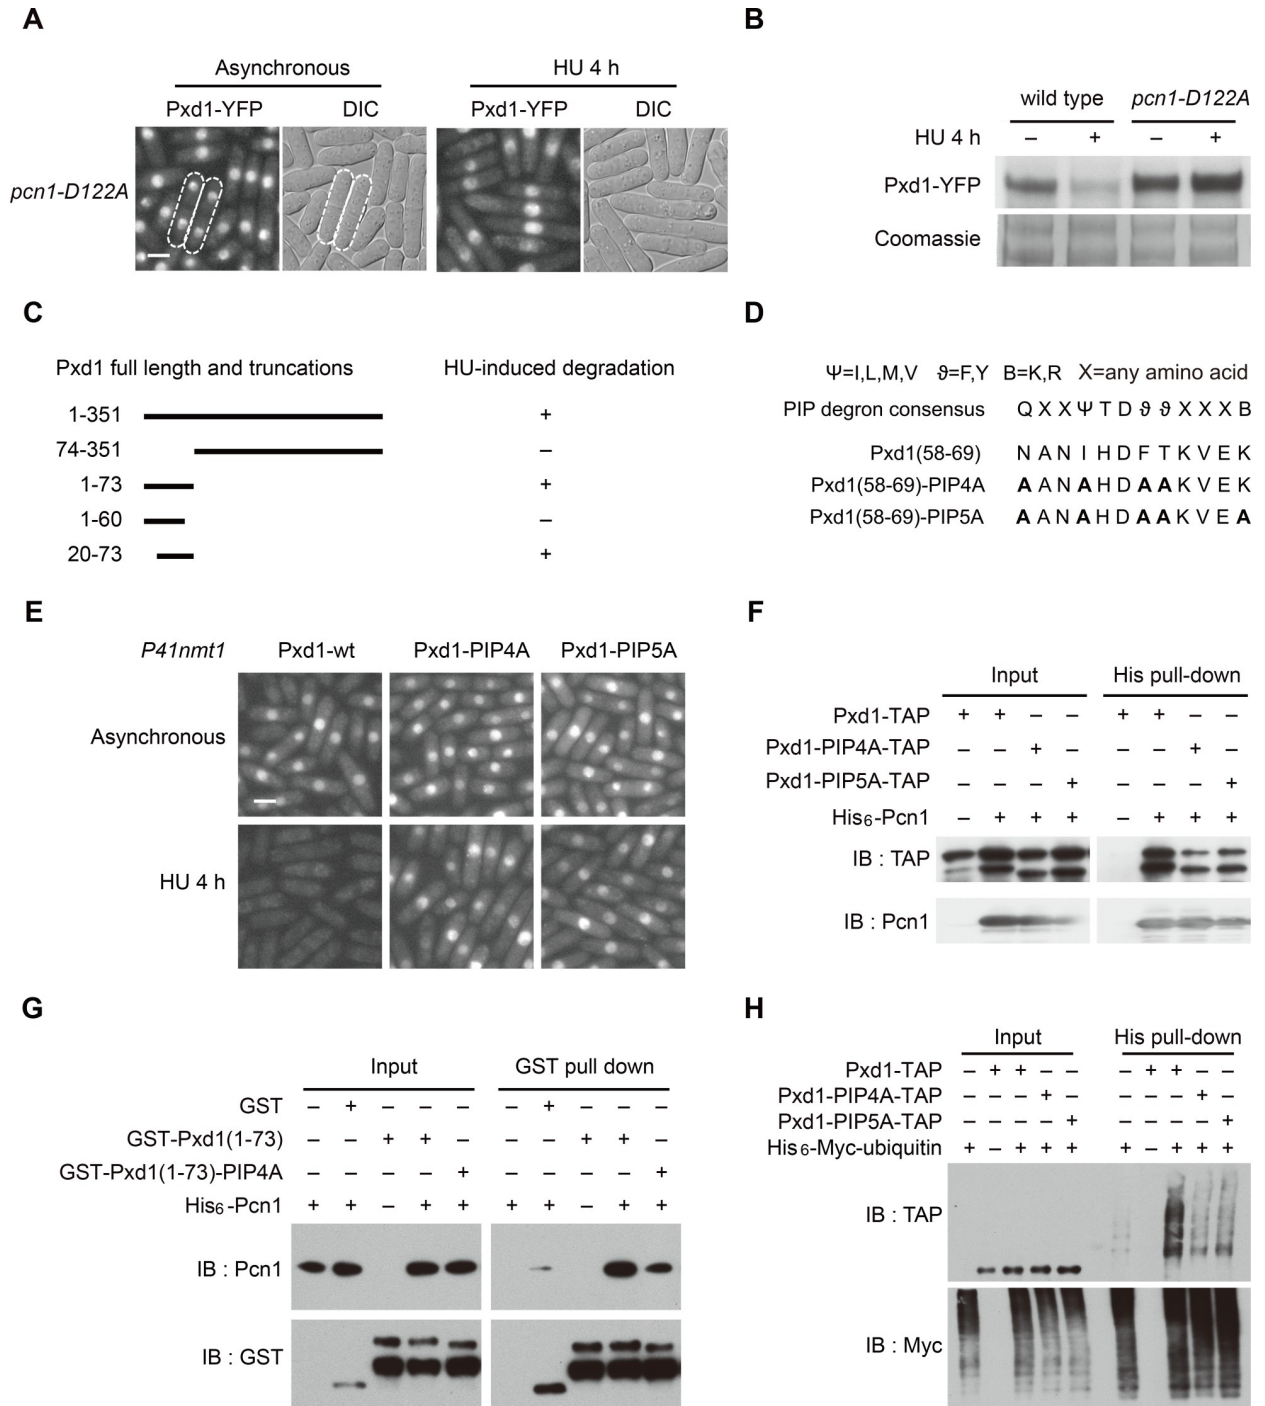 A
Asynchronous HU 4 h
Pxd1-YFP DIC Pxd1-YFP DIC
pcn1-D122A
B
wild type pcn1-D122A
HU 4 h – + – +
Pxd1-YFP
Coomassie
C
Pxd1 full length and truncations HU-induced degradation
1-351 +
74-351 –
1-73 +
1-60 –
20-73 +
D
Ψ=I,L,M,V ϑ=F,Y B=K,R X=any amino acid
PIP degron consensus Q X X Ψ T D ϑ ϑ X X X B
Pxd1(58-69) N A N I H D F T K V E K
Pxd1(58-69)-PIP4A A A N A H D A A K V E K
Pxd1(58-69)-PIP5A A A N A H D A A K V E A
E
P41nmt1 Pxd1-wt Pxd1-PIP4A Pxd1-PIP5A
Asynchronous
HU 4 h
F
Input His pull-down
Pxd1-TAP + + – – + + – –
Pxd1-PIP4A-TAP – – + – – – + –
Pxd1-PIP5A-TAP – – – + – – – +
His6-Pcn1 – + + + – + + +
IB : TAP
IB : Pcn1
G
Input GST pull down
GST – + – – – – + – – –
GST-Pxd1(1-73) – – + + – – – + + –
GST-Pxd1(1-73)-PIP4A – – – – + – – – – +
His6-Pcn1 + + – + + + + – + +
IB : Pcn1
IB : GST
H
Input His pull-down
Pxd1-TAP – + + – – – + + – –
Pxd1-PIP4A-TAP – – – + – – – – + –
Pxd1-PIP5A-TAP – – – – + – – – – +
His6-Myc-ubiquitin + – + + + + – + + +
IB : TAP
IB : Myc